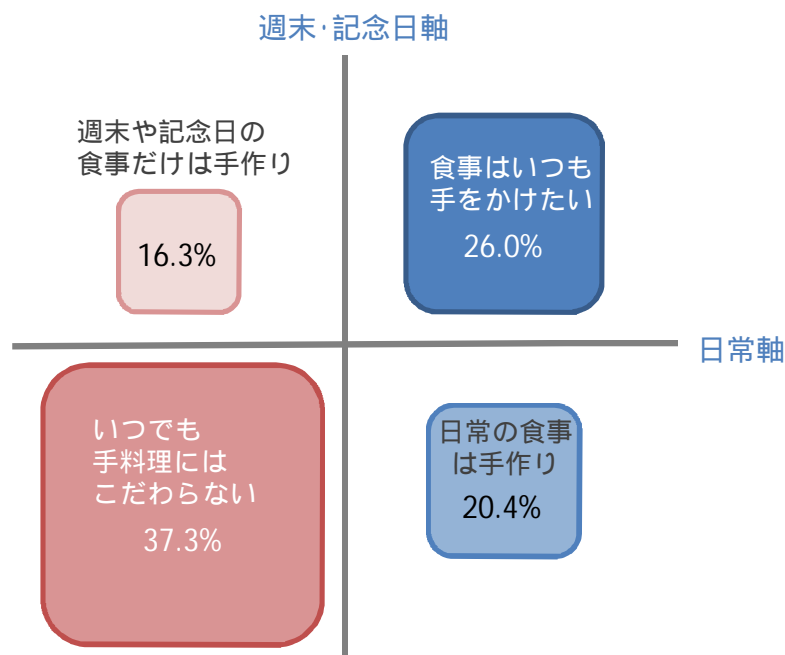 週末・記念日軸
週末や記念日の
食事だけは手作り
16.3%
食事はいつも
手をかけたい
26.0%
日常軸
いつでも
手料理には
こだわらない
37.3%
日常の食事
は手作り
20.4%